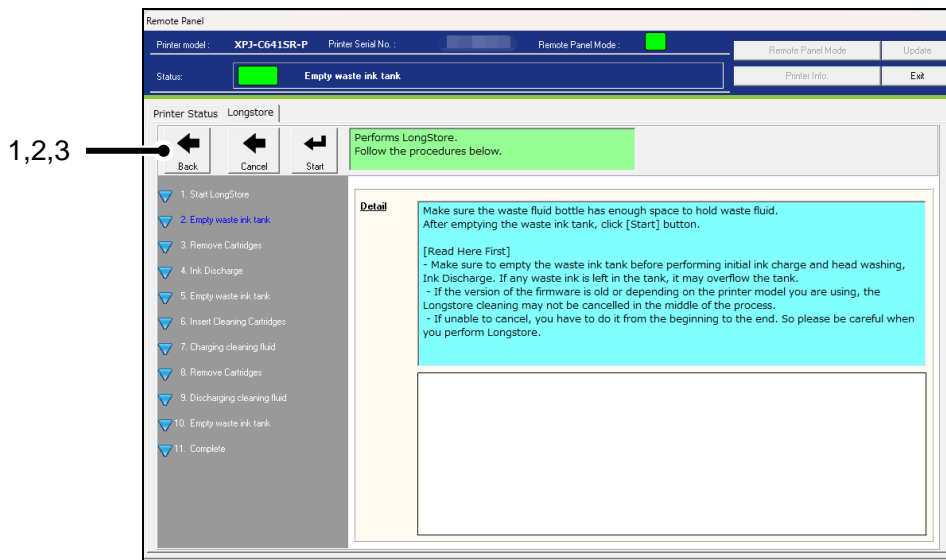 Remote Panel
Printer model : XPJ-C641SR-P Printer Serial No. : Remote Panel Mode :
Remote Panel Mode Update
Status: Empty waste ink tank
Printer Info. Exit
Printer Status Longstore
1,2,3
Back Cancel Start
Performs LongStore.
Follow the procedures below.
1. Start LongStore
2. Empty waste ink tank
3. Remove Cartridges
4. Ink Discharge
5. Empty waste ink tank
6. Insert Cleaning Cartridges
7. Charging cleaning fluid
8. Remove Cartridges
9. Discharging cleaning fluid
10. Empty waste ink tank
11. Complete
Detail
Make sure the waste fluid bottle has enough space to hold waste fluid.
After emptying the waste ink tank, click [Start] button.
[Read Here First]
- Make sure to empty the waste ink tank before performing initial ink charge and head washing,
Ink Discharge. If any waste ink is left in the tank, it may overflow the tank.
- If the version of the firmware is old or depending on the printer model you are using, the
Longstore cleaning may not be cancelled in the middle of the process.
- If unable to cancel, you have to do it from the beginning to the end. So please be careful when
you perform Longstore.